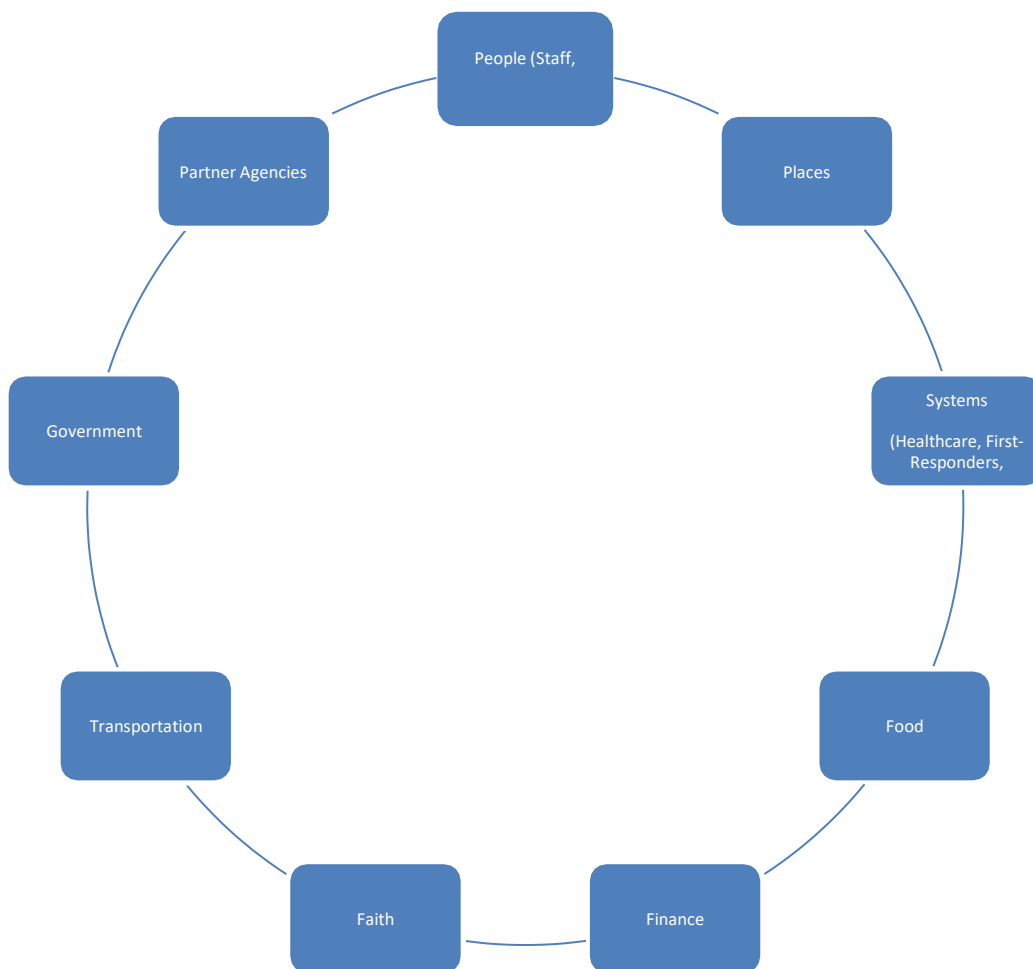 People (Staff,
Places
Systems
(Healthcare, First-
Responders,
Food
Finance
Faith
Transportation
Government
Partner Agencies